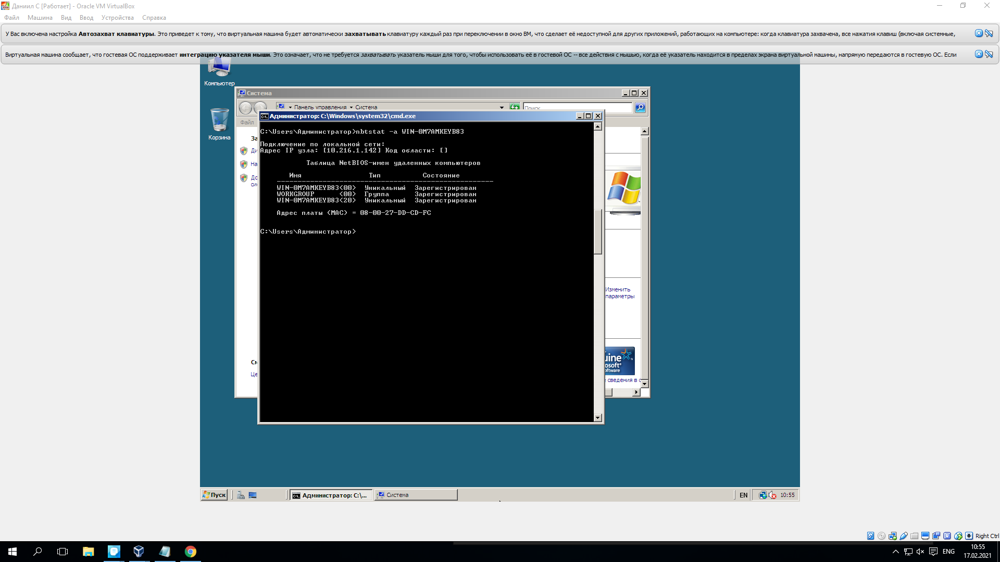 Даниил С [Работает] - Oracle VM VirtualBox
Файл Машина Вид Ввод Устройства Справка
У Вас включена настройка Автозахват клавиатуры. Это приведет к тому, что виртуальная машина будет автоматически захватывать клавиатуру каждый раз при переключении в окно ВМ, что сделает её недоступной для других приложений, работающих на компьютере: когда клавиатура захвачена, все нажатия клавиш (включая системные,
Виртуальная машина сообщает, что гостевая ОС поддерживает интеграцию указателя мыши. Это означает, что не требуется захватывать указатель мыши для того, чтобы использовать её в гостевой ОС -- все действия с мышью, когда её указатель находится в пределах экрана виртуальной машины, напрямую передаются в гостевую ОС. Если
Компьютер
Корзина
Система
Панель управления Система
Поиск
Файл
За
Ди
На
До
сис
См
Це
Администратор: C:\Windows\system32\cmd.exe
C:\Users\Администратор>nbtstat -a WIN-0M7AMKEYB83
Подключение по локальной сети:
Адрес IP узла: [10.216.1.142] Код области: []
Таблица NetBIOS-имен удаленных компьютеров
Имя Тип Состояние
WIN-0M7AMKEYB83<00> Уникальный Зарегистрирован
WORKGROUP <00> Группа Зарегистрирован
WIN-0M7AMKEYB83<20> Уникальный Зарегистрирован
Адрес платы (MAC) = 08-00-27-DD-CD-FC
C:\Users\Администратор>
Изменить
параметры
uine
osoft
oftware
сведения в с
Пуск
Администратор: C:\...
Система
EN
10:55
Right Ctrl
ENG
10:55
17.02.2021